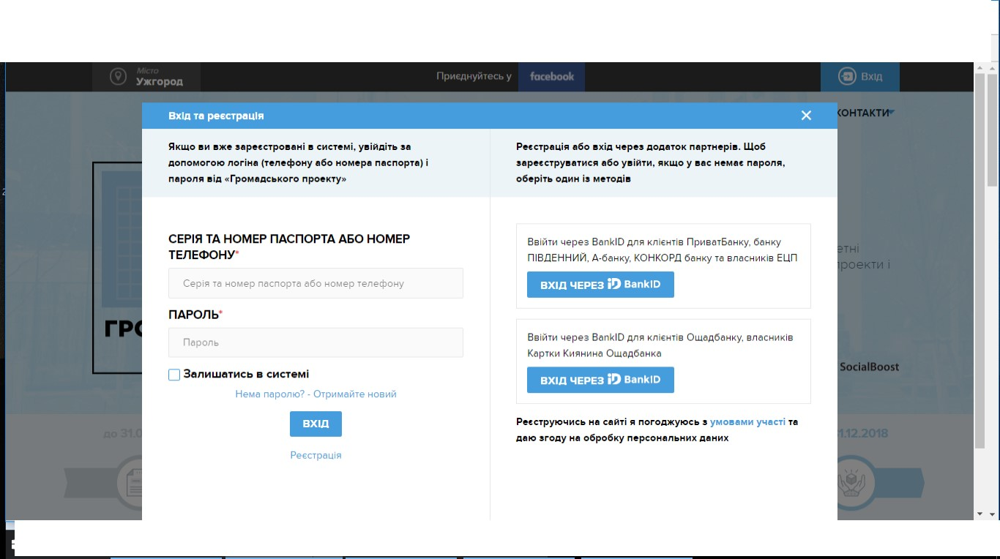 Місто
Ужгород
Приєднуйтесь у facebook
Вхід
Вхід та реєстрація
КОНТАКТИ
Якщо ви вже зареєстровані в системі, увійдіть за
допомогою логіна (телефону або номера паспорта) і
пароля від «Громадського проекту»
СЕРІЯ ТА НОМЕР ПАСПОРТА АБО НОМЕР
ТЕЛЕФОНУ*
Серія та номер паспорта або номер телефону
ПАРОЛЬ*
Пароль
Залишатись в системі
Нема паролю? - Отримайте новий
ВХІД
Реєстрація
Реєстрація або вхід через додаток партнерів. Щоб
зареєструватися або увійти, якщо у вас немає пароля,
оберіть один із методів
Ввійти через BankID для клієнтів ПриватБанку, банку
ПІВДЕННИЙ, А-банку, КОНКОРД банку та власників ЕЦП
ВХІД ЧЕРЕЗ iD BankID
Ввійти через BankID для клієнтів Ощадбанку, власників
Картки Киянина Ощадбанка
ВХІД ЧЕРЕЗ iD BankID
Реєструючись на сайті я погоджуюсь з умовами участі та
даю згоду на обробку персональних даних
ГРО
етні
проекти і
SocialBoost
до 31.0
1.12.2018